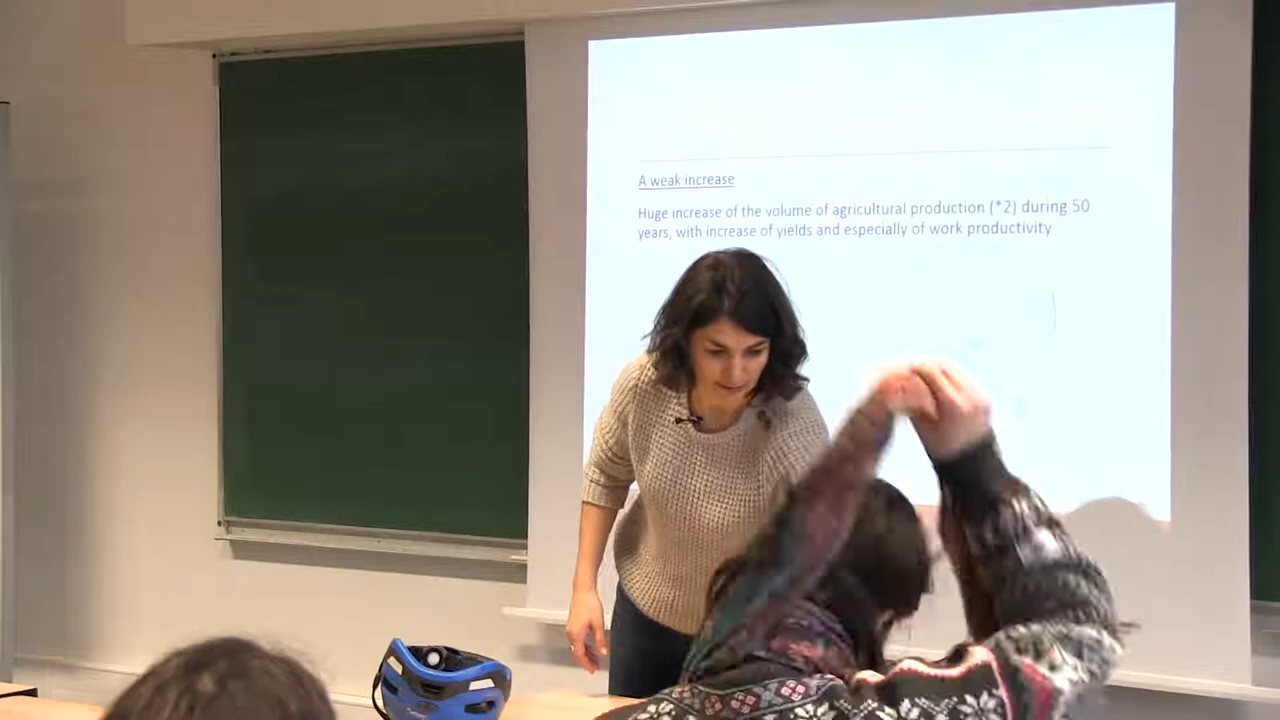 A weak increase
Huge increase of the volume of agricultural production (*2) during 50
years, with increase of yields and especially of work productivity